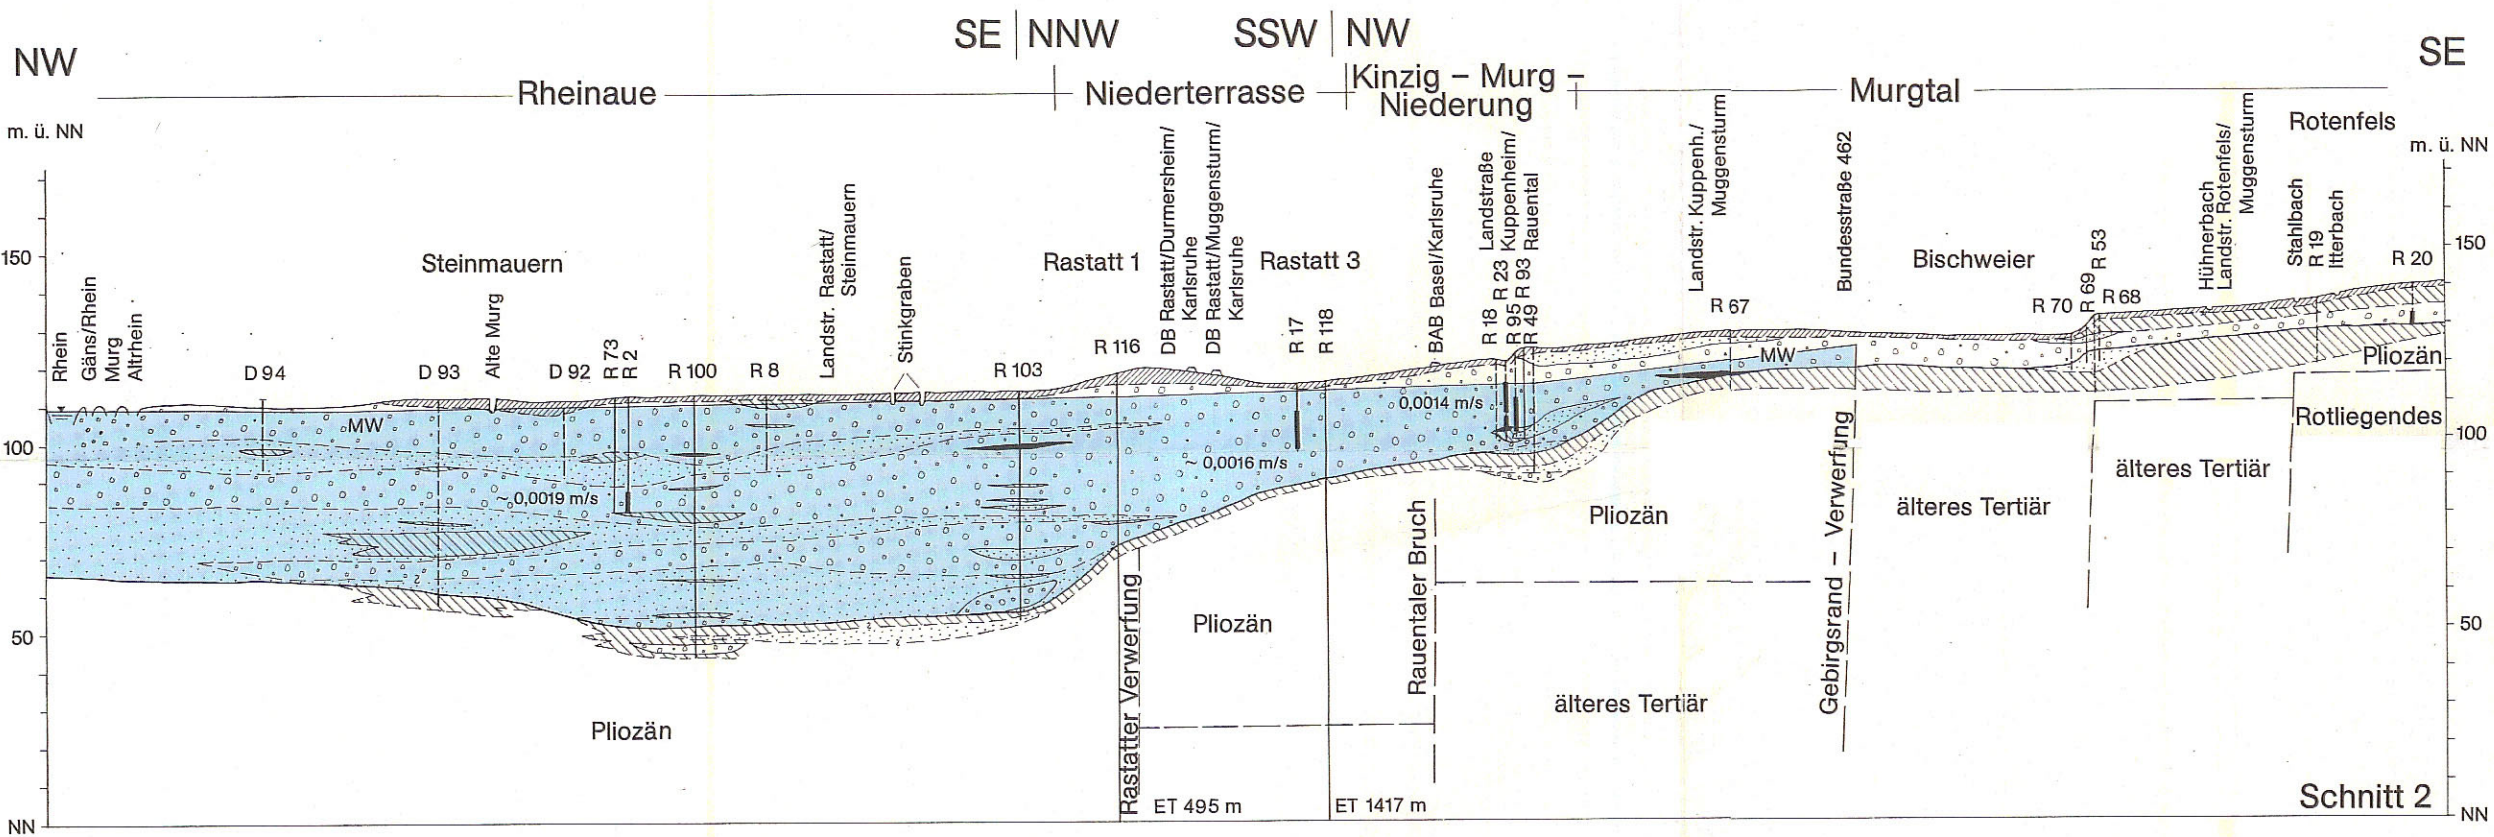 NW
SE | NNW
SSW | NW
SE
Rheinaue
Niederterrasse
Kinzig – Murg –
Niederung
Murgtal
m. ü. NN
m. ü. NN
Rotenfels
Steinmauern
Rastatt 1
Rastatt 3
Bischweier
Rhein
Gäns/Rhein
Murg
Altrhein
D 94
D 93
Alte Murg
D 92
R 73
R 2
R 100
R 8
Landstr. Rastatt/
Steinmauern
Stinkgraben
R 103
R 116
DB Rastatt/Durmersheim/
Karlsruhe
DB Rastatt/Muggensturm/
Karlsruhe
R 17
R 118
BAB Basel/Karlsruhe
R 18
Landstraße
R 23 Kuppenheim/
R 95
R 93 Rauental
R 49
Landstr. Kuppenh./
Muggensturm
R 67
Bundesstraße 462
R 70
R 69
R 53
R 68
Hühnerbach
Landstr. Rotenfels/
Muggensturm
Stahlbach
R 19
Itterbach
R 20
150
100
50
NN
150
100
50
NN
MW
MW
~ 0,0019 m/s
~ 0,0016 m/s
0,0014 m/s
Pliozän
Rotliegendes
älteres Tertiär
älteres Tertiär
Pliozän
älteres Tertiär
Pliozän
Pliozän
Rastatter Verwerfung
Rauentaler Bruch
Gebirgsrand – Verwerfung
ET 495 m
ET 1417 m
Schnitt 2